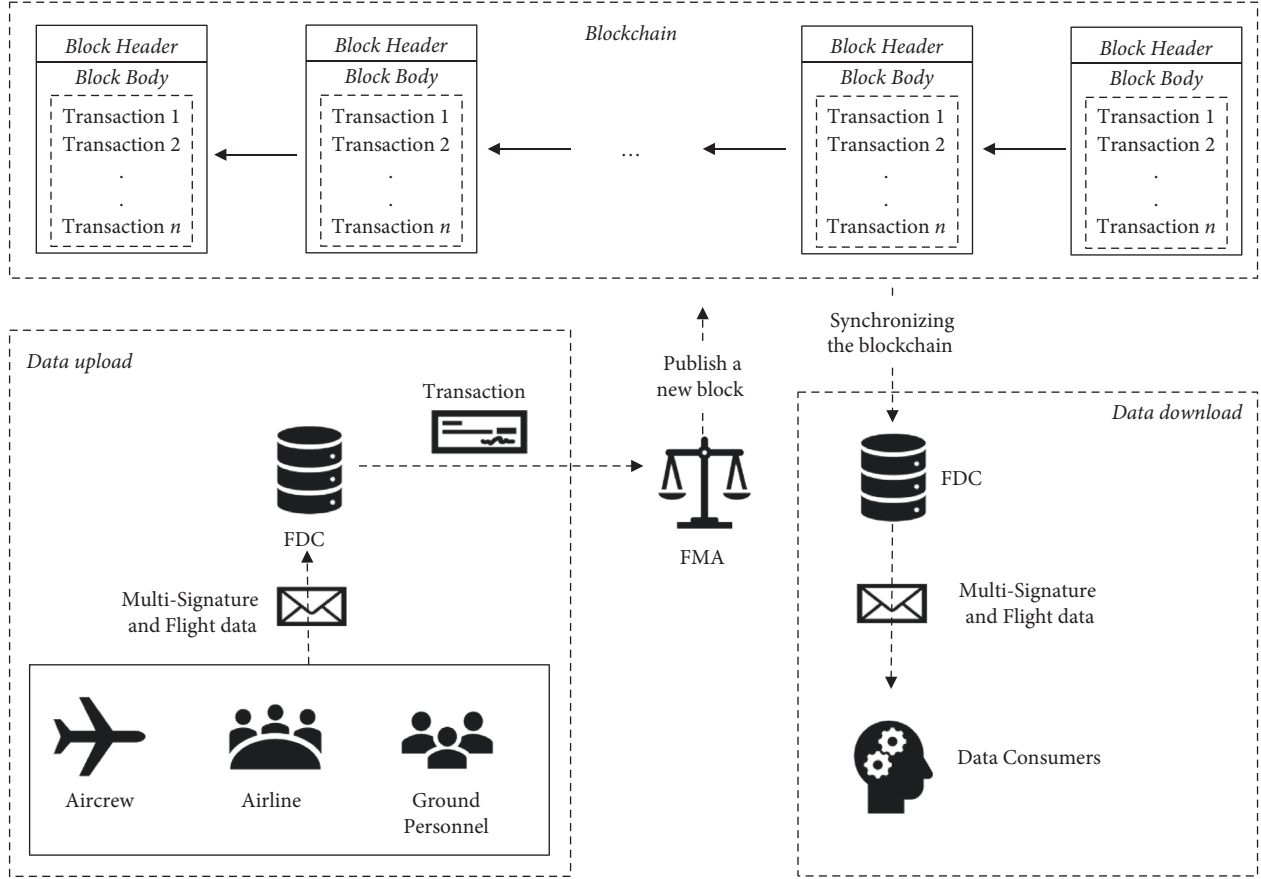 Blockchain
Block Header
Block Body
Transaction 1
Transaction 2
.
.
Transaction n
Block Header
Block Body
Transaction 1
Transaction 2
.
.
Transaction n
...
Block Header
Block Body
Transaction 1
Transaction 2
.
.
Transaction n
Block Header
Block Body
Transaction 1
Transaction 2
.
.
Transaction n
Data upload
Transaction
FDC
Multi-Signature
and Flight data
Aircrew
Airline
Ground
Personnel
Publish a
new block
FMA
Synchronizing
the blockchain
Data download
FDC
Multi-Signature
and Flight data
Data Consumers